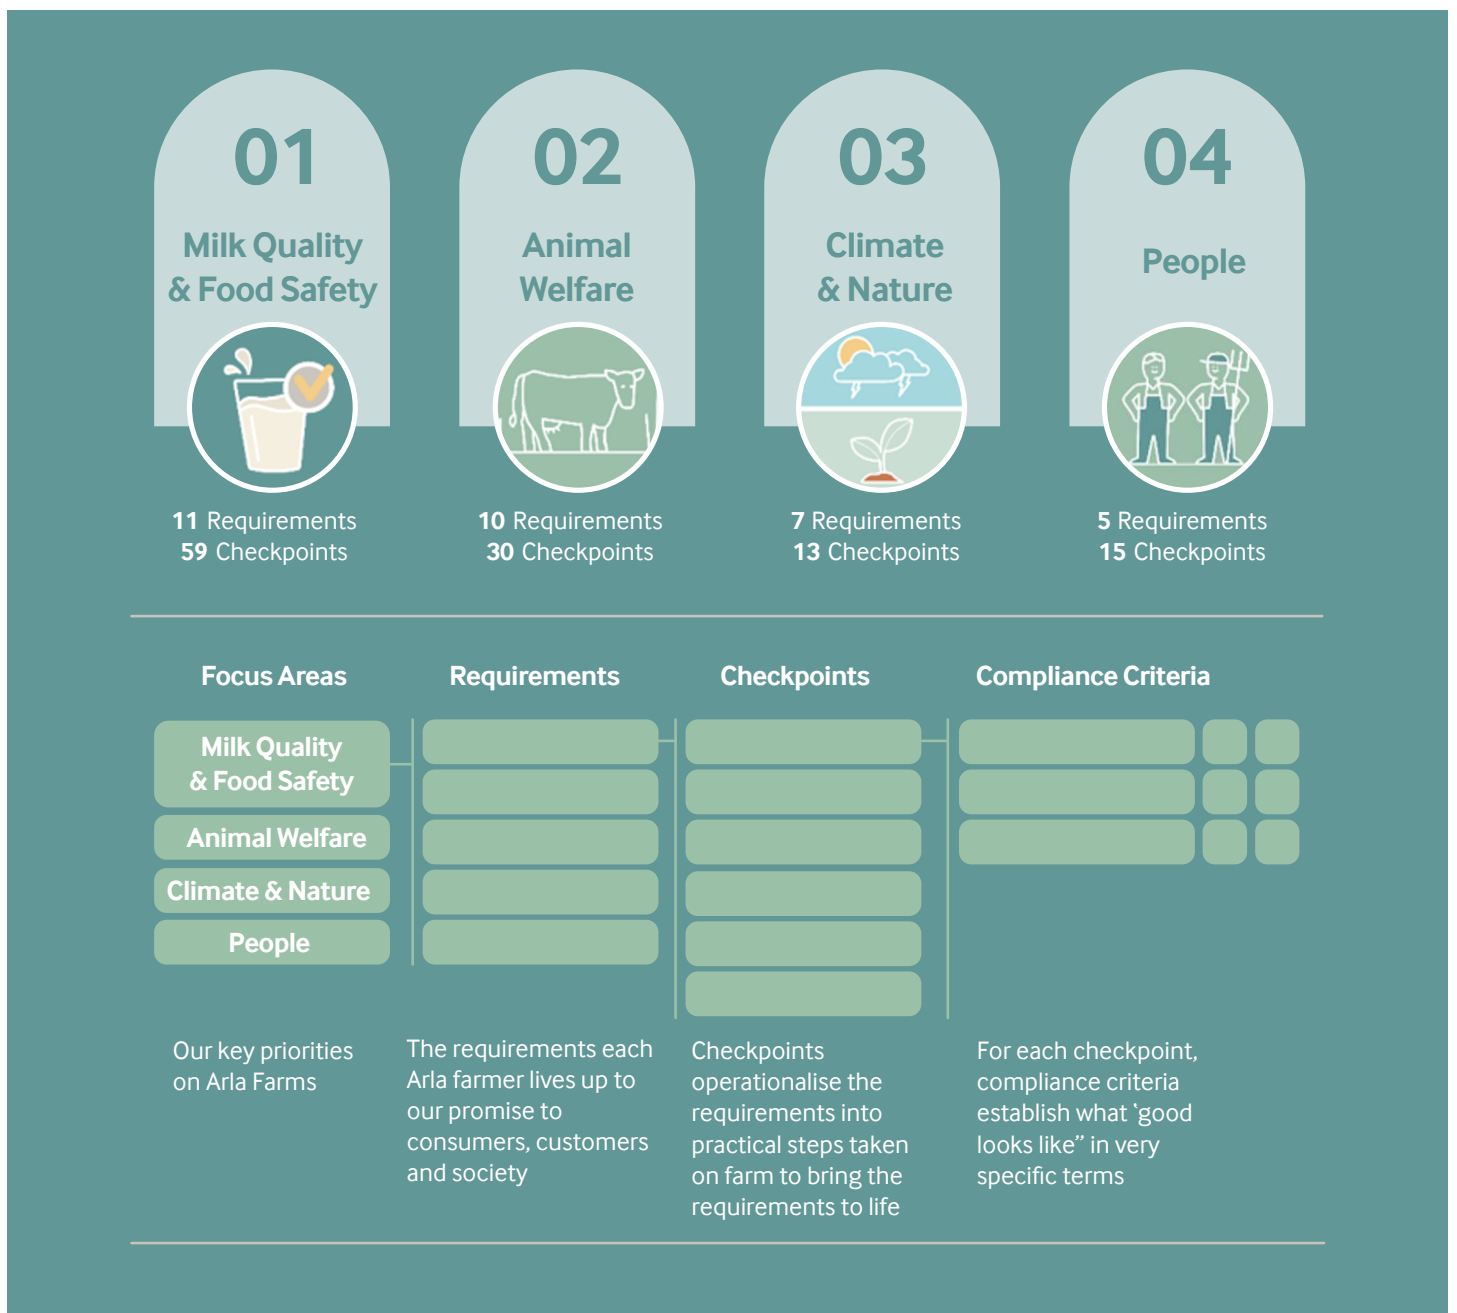 01
Milk Quality
& Food Safety
11 Requirements
59 Checkpoints
02
Animal
Welfare
10 Requirements
30 Checkpoints
03
Climate
& Nature
7 Requirements
13 Checkpoints
04
People
5 Requirements
15 Checkpoints
Focus Areas
Milk Quality
& Food Safety
Animal Welfare
Climate & Nature
People
Our key priorities
on Arla Farms
Requirements
The requirements each
Arla farmer lives up to
our promise to
consumers, customers
and society
Checkpoints
Checkpoints
operationalise the
requirements into
practical steps taken
on farm to bring the
requirements to life
Compliance Criteria
For each checkpoint,
compliance criteria
establish what ‘good
looks like” in very
specific terms